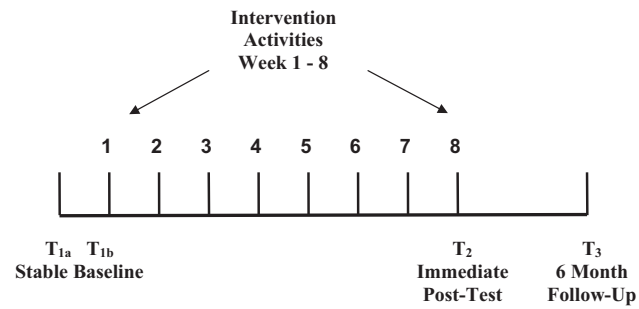 Intervention
Activities
Week 1 - 8
1 2 3 4 5 6 7 8
T1a T1b T2 T3
Stable Baseline Immediate 6 Month
Post-Test Follow-Up